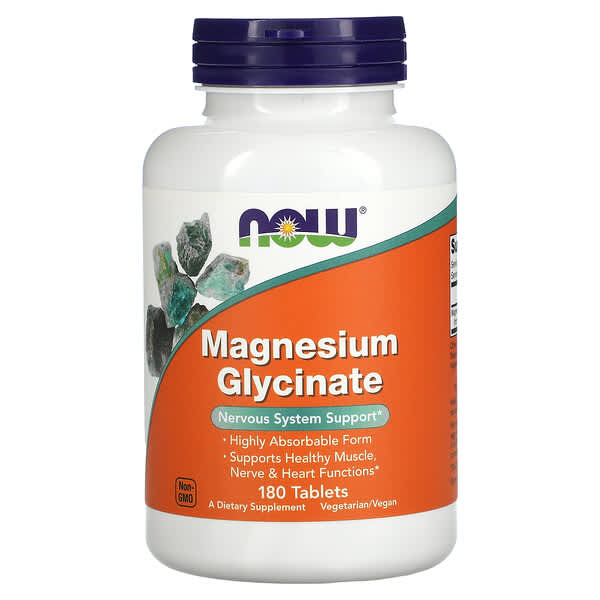 NOW®
Magnesium
Glycinate
Nervous System Support*
• Highly Absorbable Form
• Supports Healthy Muscle,
Nerve & Heart Functions*
180 Tablets
Non-
GMO
A Dietary Supplement Vegetarian/Vegan